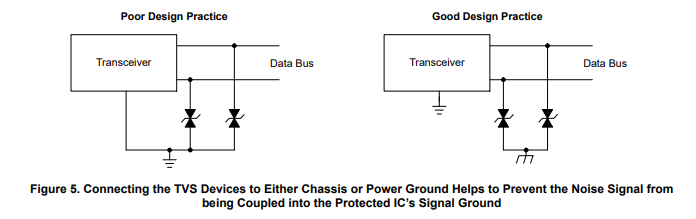 Poor Design Practice
Good Design Practice
Transceiver
Data Bus
Transceiver
Data Bus
Figure 5. Connecting the TVS Devices to Either Chassis or Power Ground Helps to Prevent the Noise Signal from
being Coupled into the Protected IC's Signal Ground